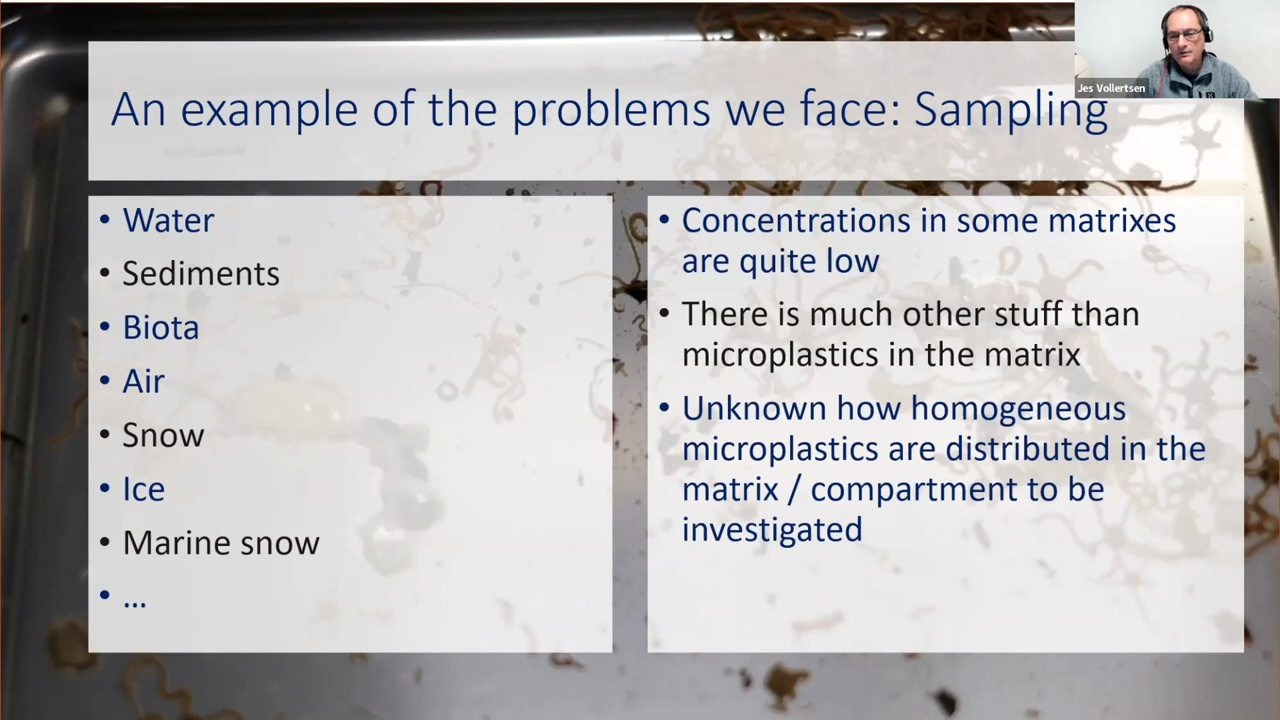 An example of the problems we face: Sampling
Jes Vollertsen
• Water
• Sediments
• Biota
• Air
• Snow
• Ice
• Marine snow
• ...
• Concentrations in some matrixes
are quite low
• There is much other stuff than
microplastics in the matrix
• Unknown how homogeneous
microplastics are distributed in the
matrix / compartment to be
investigated